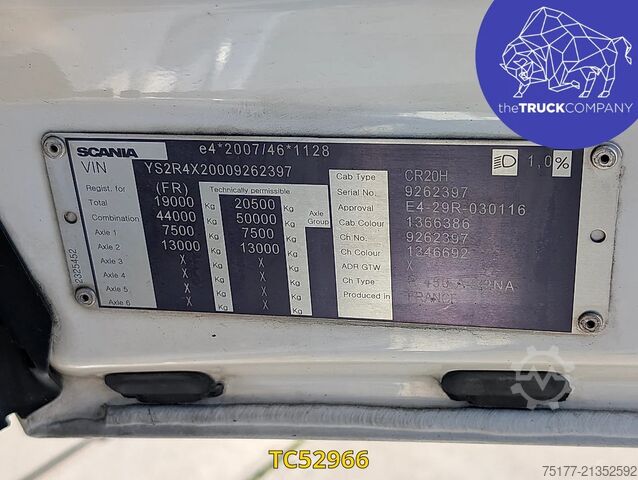 theTRUCKCOMPANY
SCANIA e4*2007/46*1128
VIN YS2R4X20009262397
1,0%
Regist. for (FR) Technically permissible
Total 19000 Kg 20500 Kg
Combination 44000 Kg 50000 Kg Axle Group
Axle 1 7500 Kg 7500 Kg
Axle 2 13000 Kg 13000 Kg
Axle 3 X Kg X Kg
Axle 4 X Kg X Kg
Axle 5 X Kg X Kg
Axle 6 X Kg X Kg
Cab Type CR20H
Serial No. 9262397
Approval E4-29R-030116
Cab Colour 1366386
Ch No. 9262397
Ch Colour 1346692
ADR GTW X
Ch Type
Produced in FRANCE
2325452
TC52966
75177-21352592